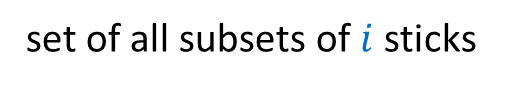 set of all subsets of i sticks